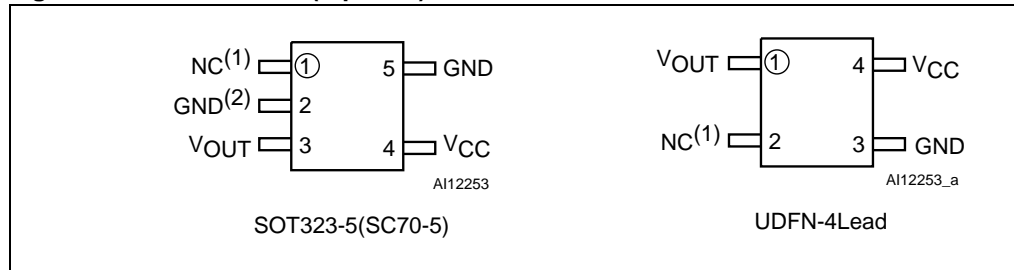 NC(1) 1 5 GND
GND(2) 2
VOUT 3 4 VCC
AI12253
SOT323-5(SC70-5)
VOUT 1 4 VCC
NC(1) 2 3 GND
AI12253_a
UDFN-4Lead